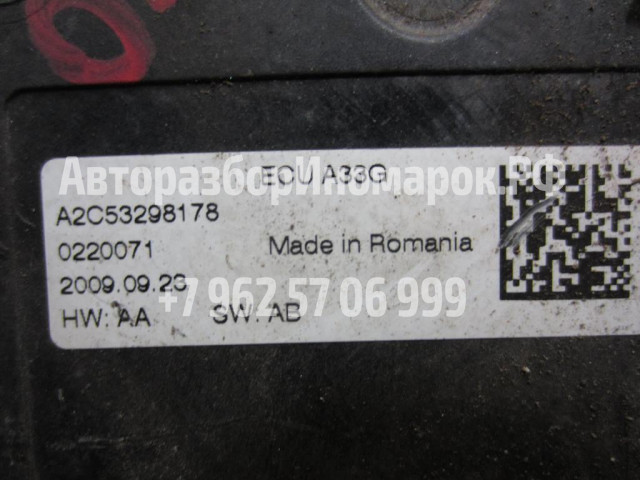 ECU A33G
АвторазборИномарок.РФ
A2C53298178
0220071 Made in Romania
2009.09.23
+7 962 57 06 999
HW: AA SW: AB